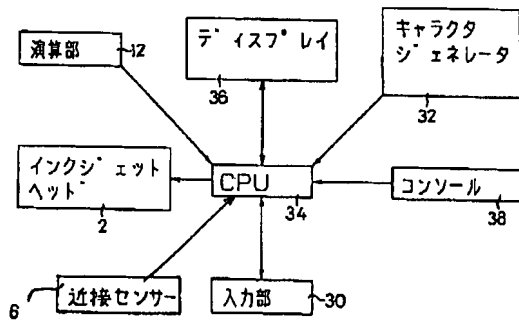 演算部
12
ディスプレイ
36
キャラクタ
ジェネレータ
32
インクジェット
ヘッド
2
CPU
34
コンソール
38
6
近接センサー
入力部
30